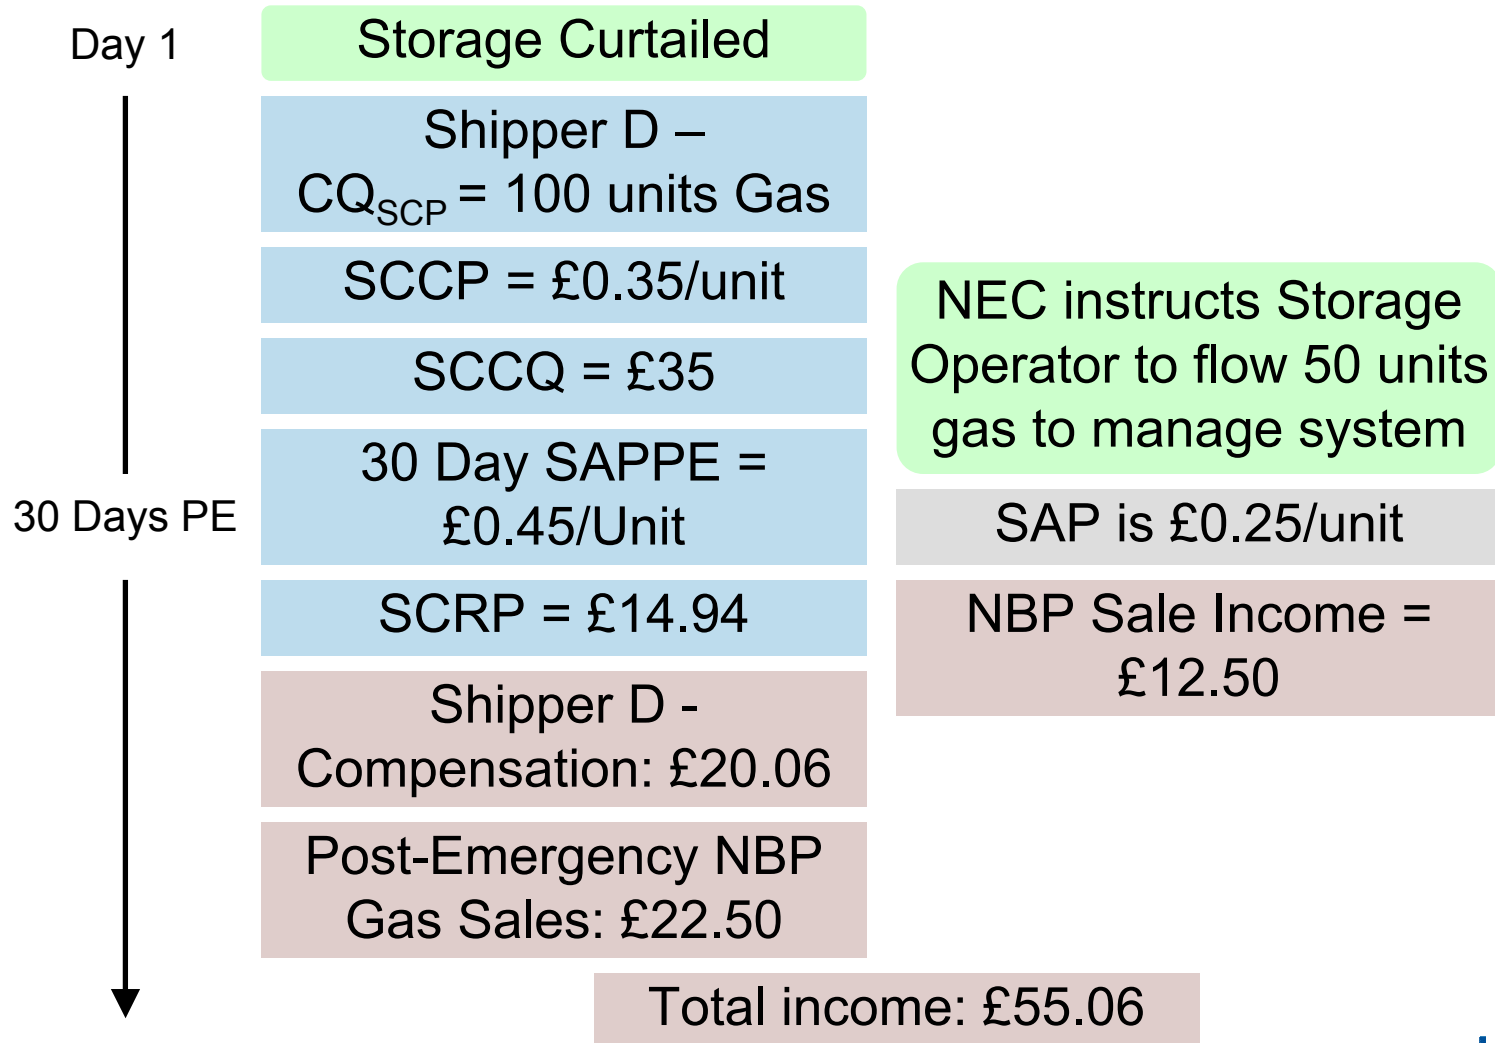 Day 1
Storage Curtailed
Shipper D –
CQSCP = 100 units Gas
SCCP = £0.35/unit
SCCQ = £35
30 Day SAPPE =
£0.45/Unit
30 Days PE
SCRP = £14.94
Shipper D -
Compensation: £20.06
Post-Emergency NBP
Gas Sales: £22.50
NEC instructs Storage
Operator to flow 50 units
gas to manage system
SAP is £0.25/unit
NBP Sale Income =
£12.50
Total income: £55.06